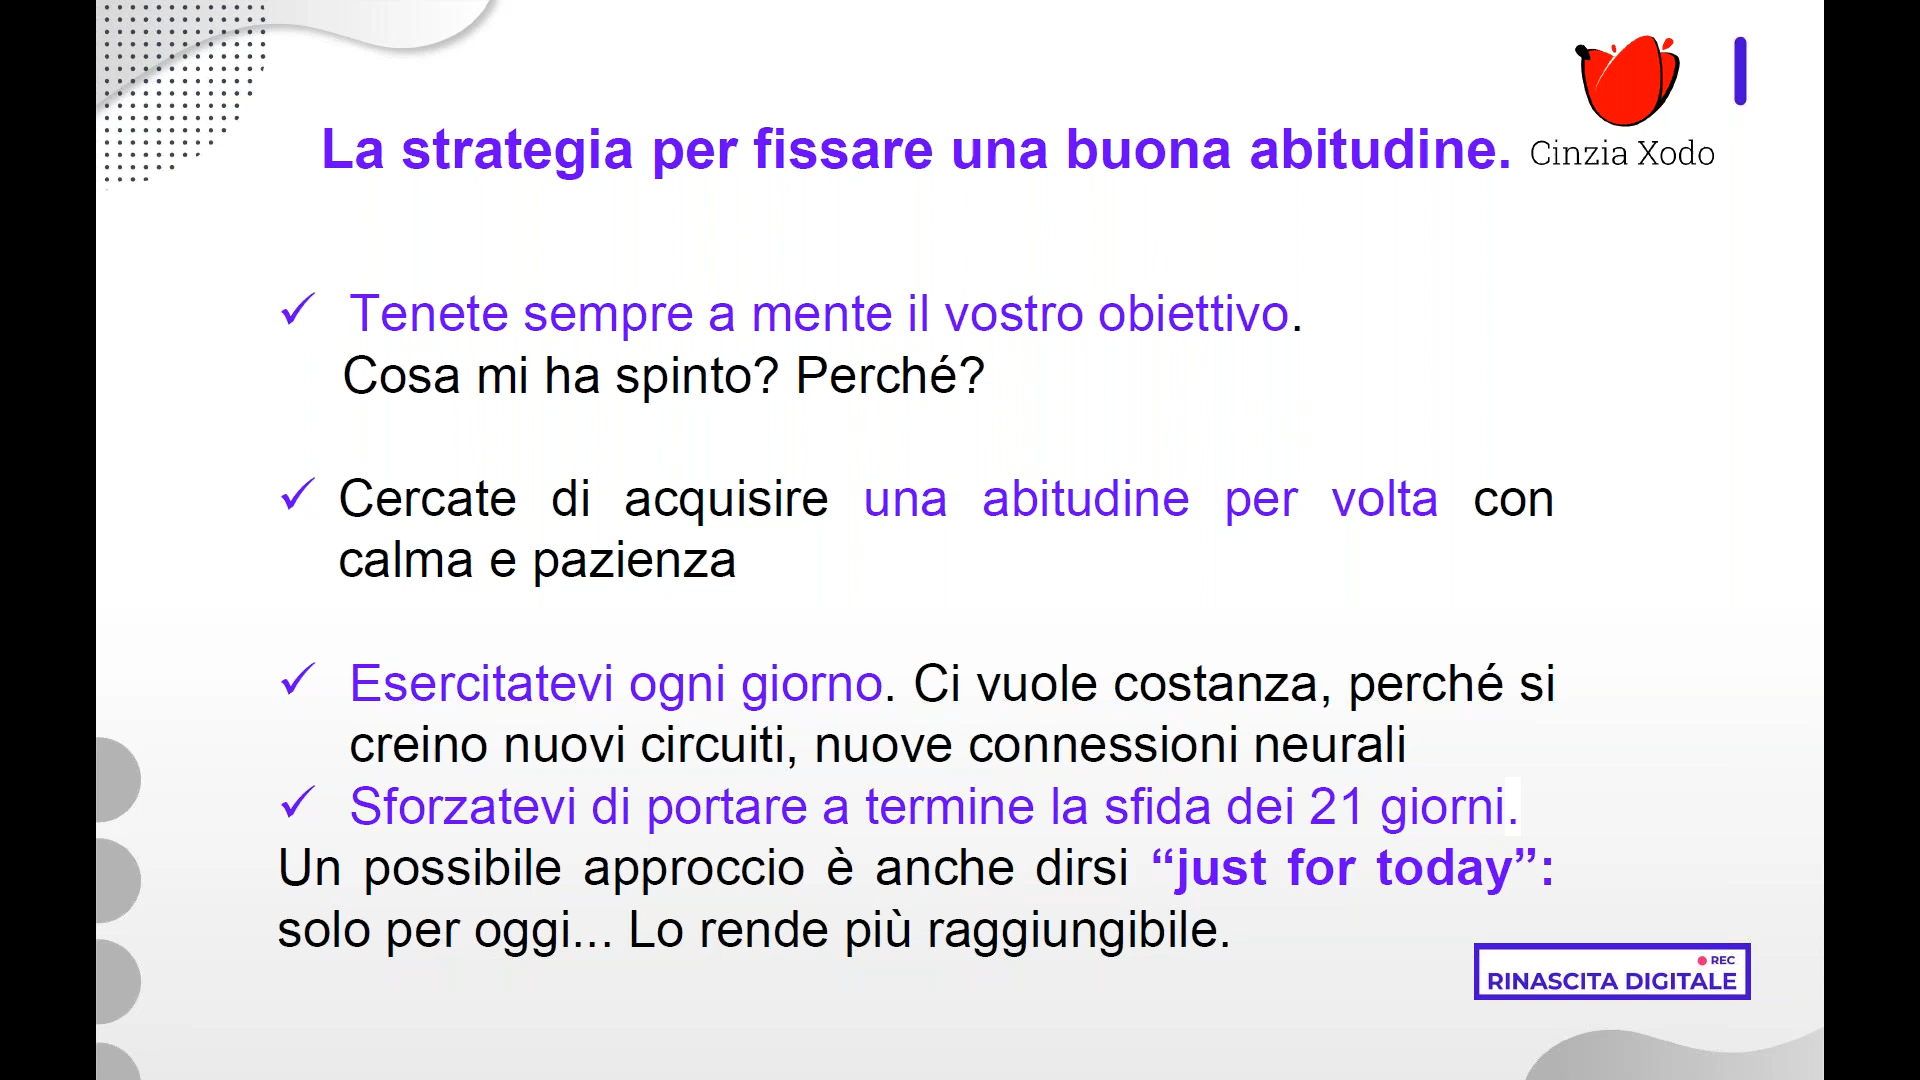 La strategia per fissare una buona abitudine.
Cinzia Xodo
✓ Tenete sempre a mente il vostro obiettivo.
Cosa mi ha spinto? Perché?
✓ Cercate di acquisire una abitudine per volta con
calma e pazienza
✓ Esercitatevi ogni giorno. Ci vuole costanza, perché si
creino nuovi circuiti, nuove connessioni neurali
✓ Sforzatevi di portare a termine la sfida dei 21 giorni.
Un possibile approccio è anche dirsi “just for today”:
solo per oggi... Lo rende più raggiungibile.
REC
RINASCITA DIGITALE